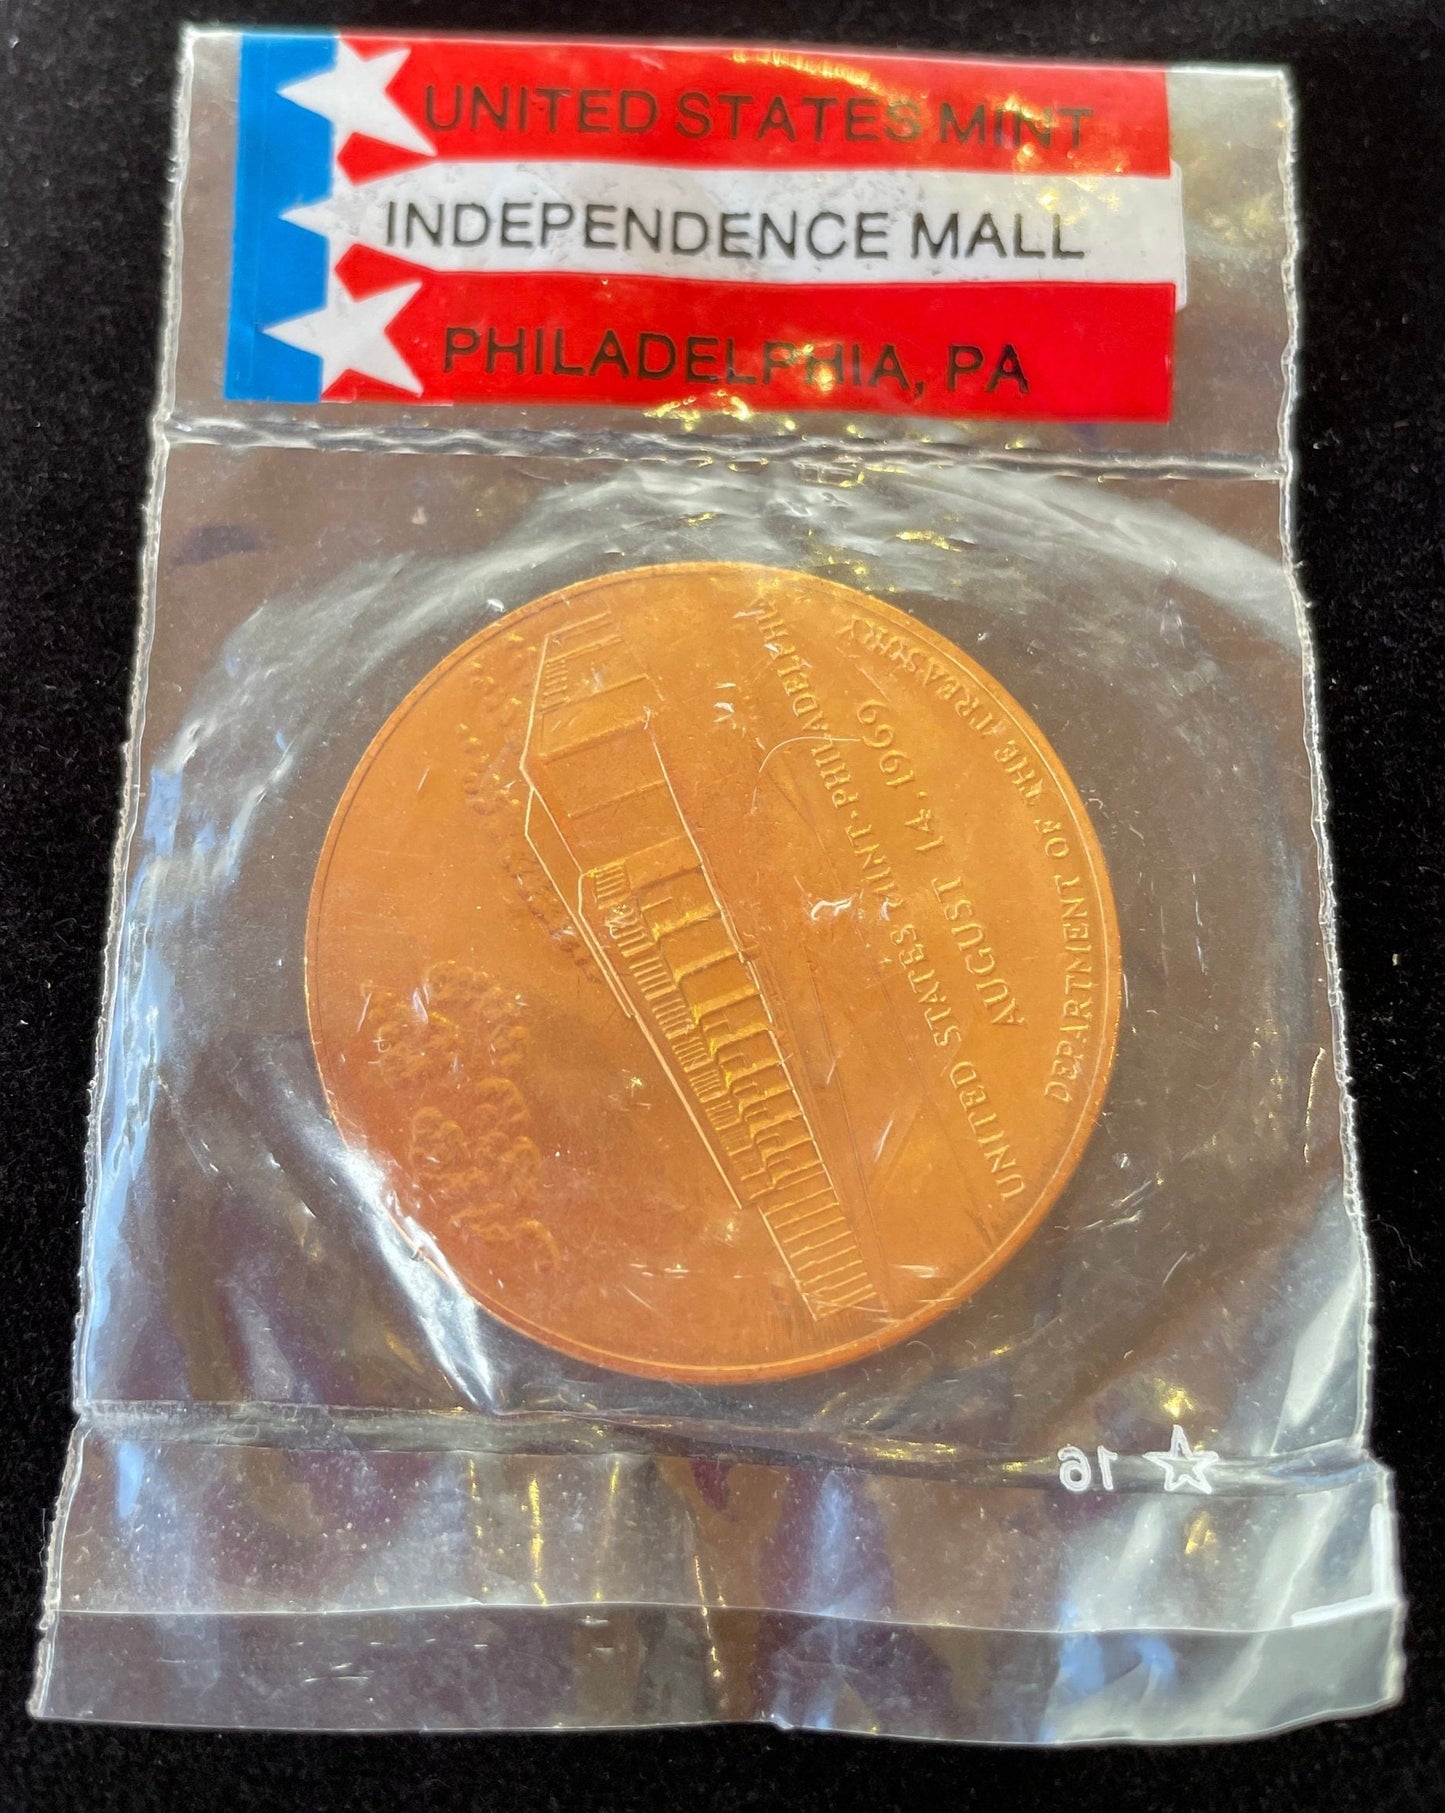 UNITED STATES MINT
INDEPENDENCE MALL
PHILADELPHIA, PA
DEPARTMENT OF THE TREASURY
UNITED STATES MINT·PHILADELPHIA
AUGUST 14, 1969
☆ 16